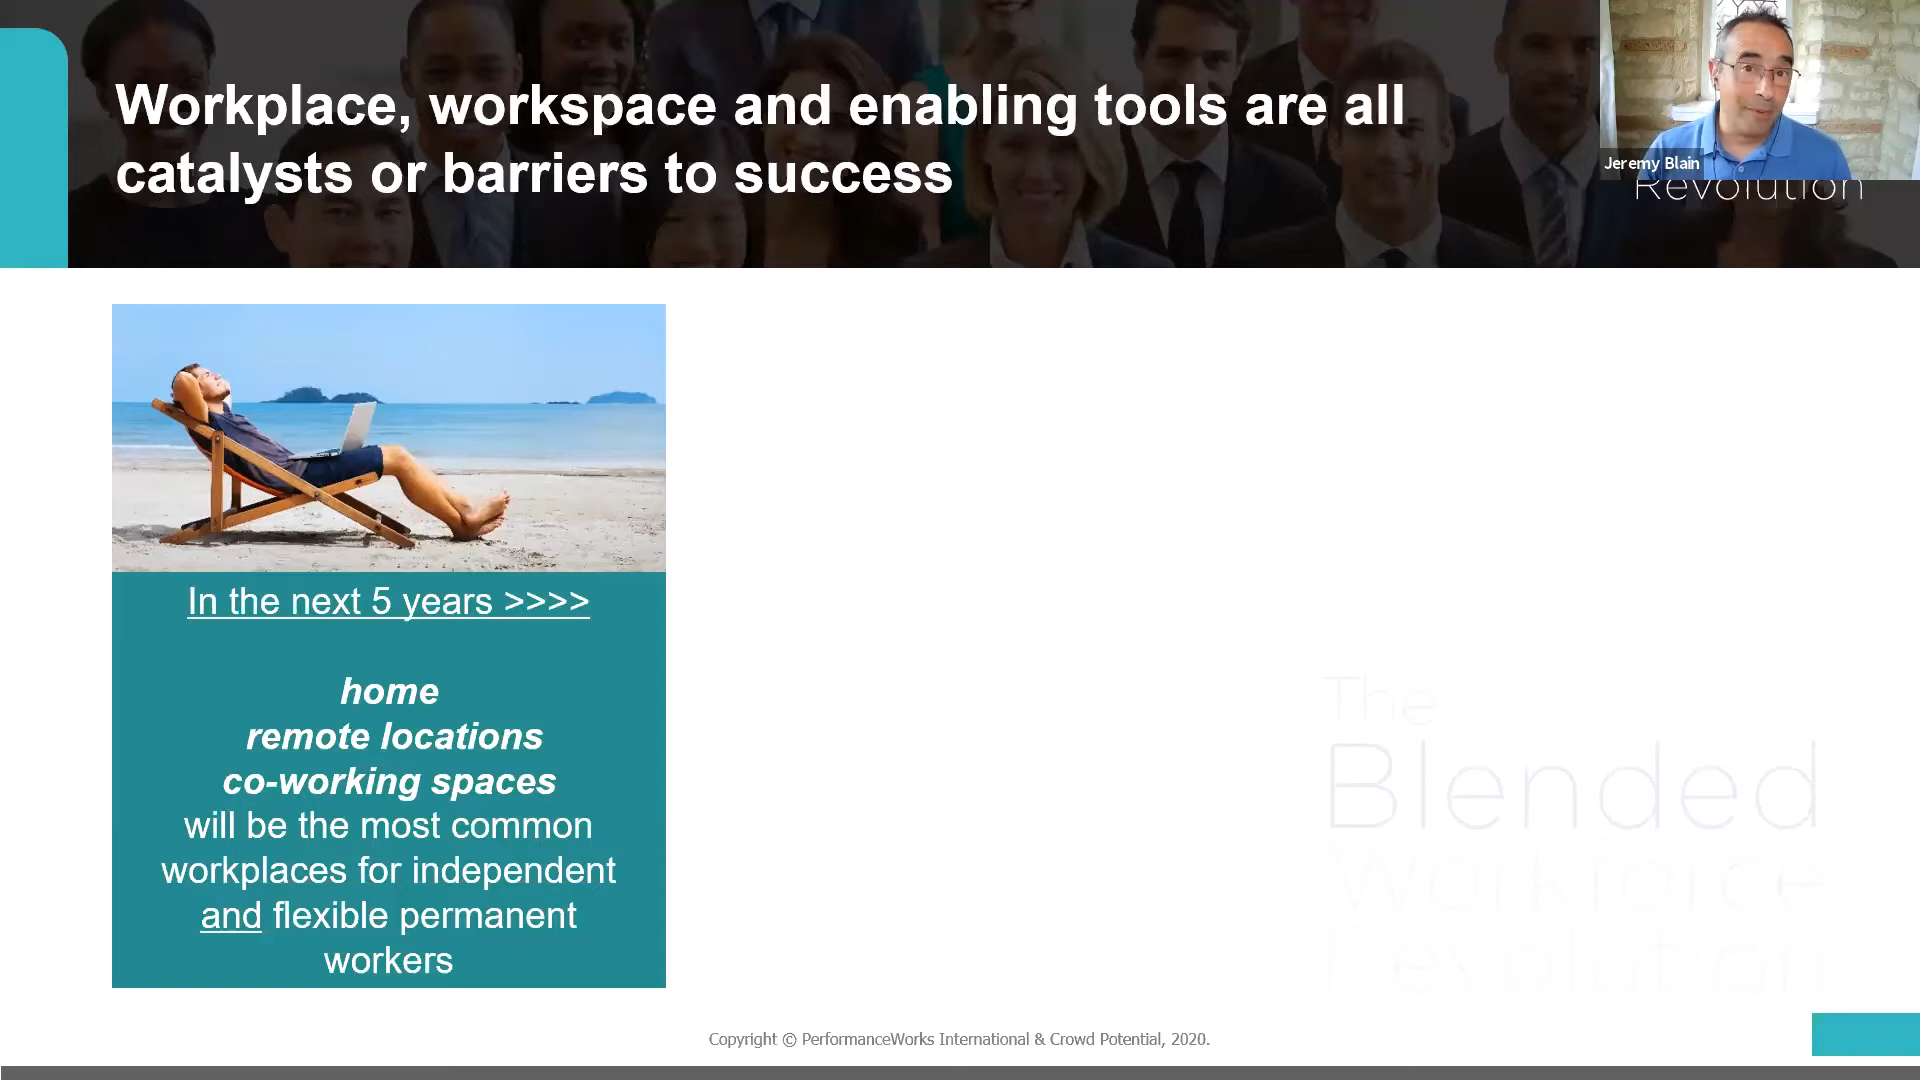 Workplace, workspace and enabling tools are all
catalysts or barriers to success
Jeremy Blain
Revolution
In the next 5 years >>>>
home
remote locations
co-working spaces
will be the most common
workplaces for independent
and flexible permanent
workers
The
Blended
Workforce
Revolution
Copyright © PerformanceWorks International & Crowd Potential, 2020.